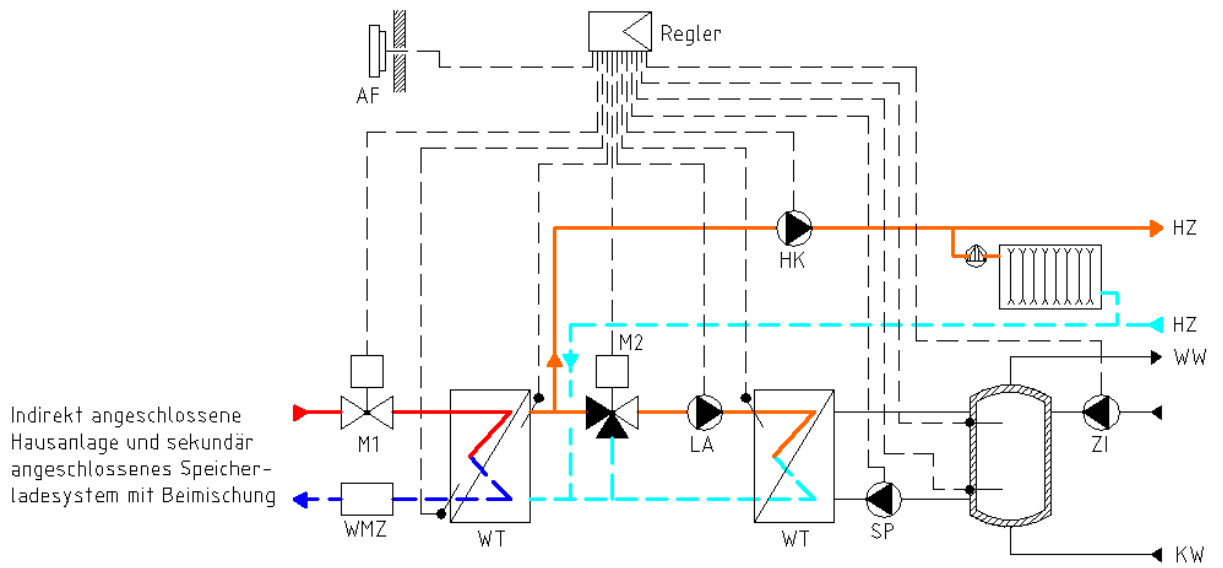 Regler
AF
HZ
HK
HZ
M2
WW
Indirekt angeschlossene
Hausanlage und sekundär
angeschlossenes Speicher-
ladesystem mit Beimischung
M1
LA
ZI
WMZ
WT
WT
SP
KW